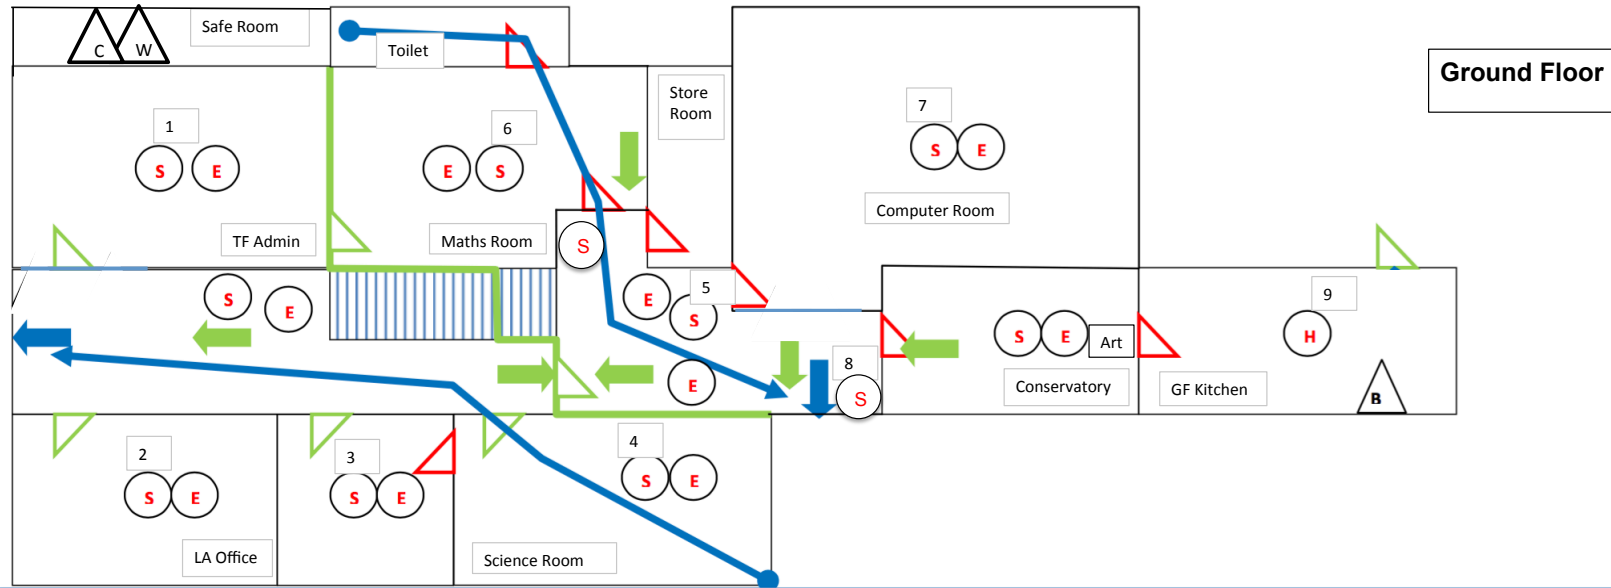 Safe Room
C W
Toilet
Ground Floor
Store
Room
7
1
6
S E
E S
S E
Computer Room
TF Admin
Maths Room
S
S
E
E
S
5
9
S E
Art
H
8
E
S
Conservatory
GF Kitchen
B
2
3
4
S E
S E
S E
LA Office
Science Room